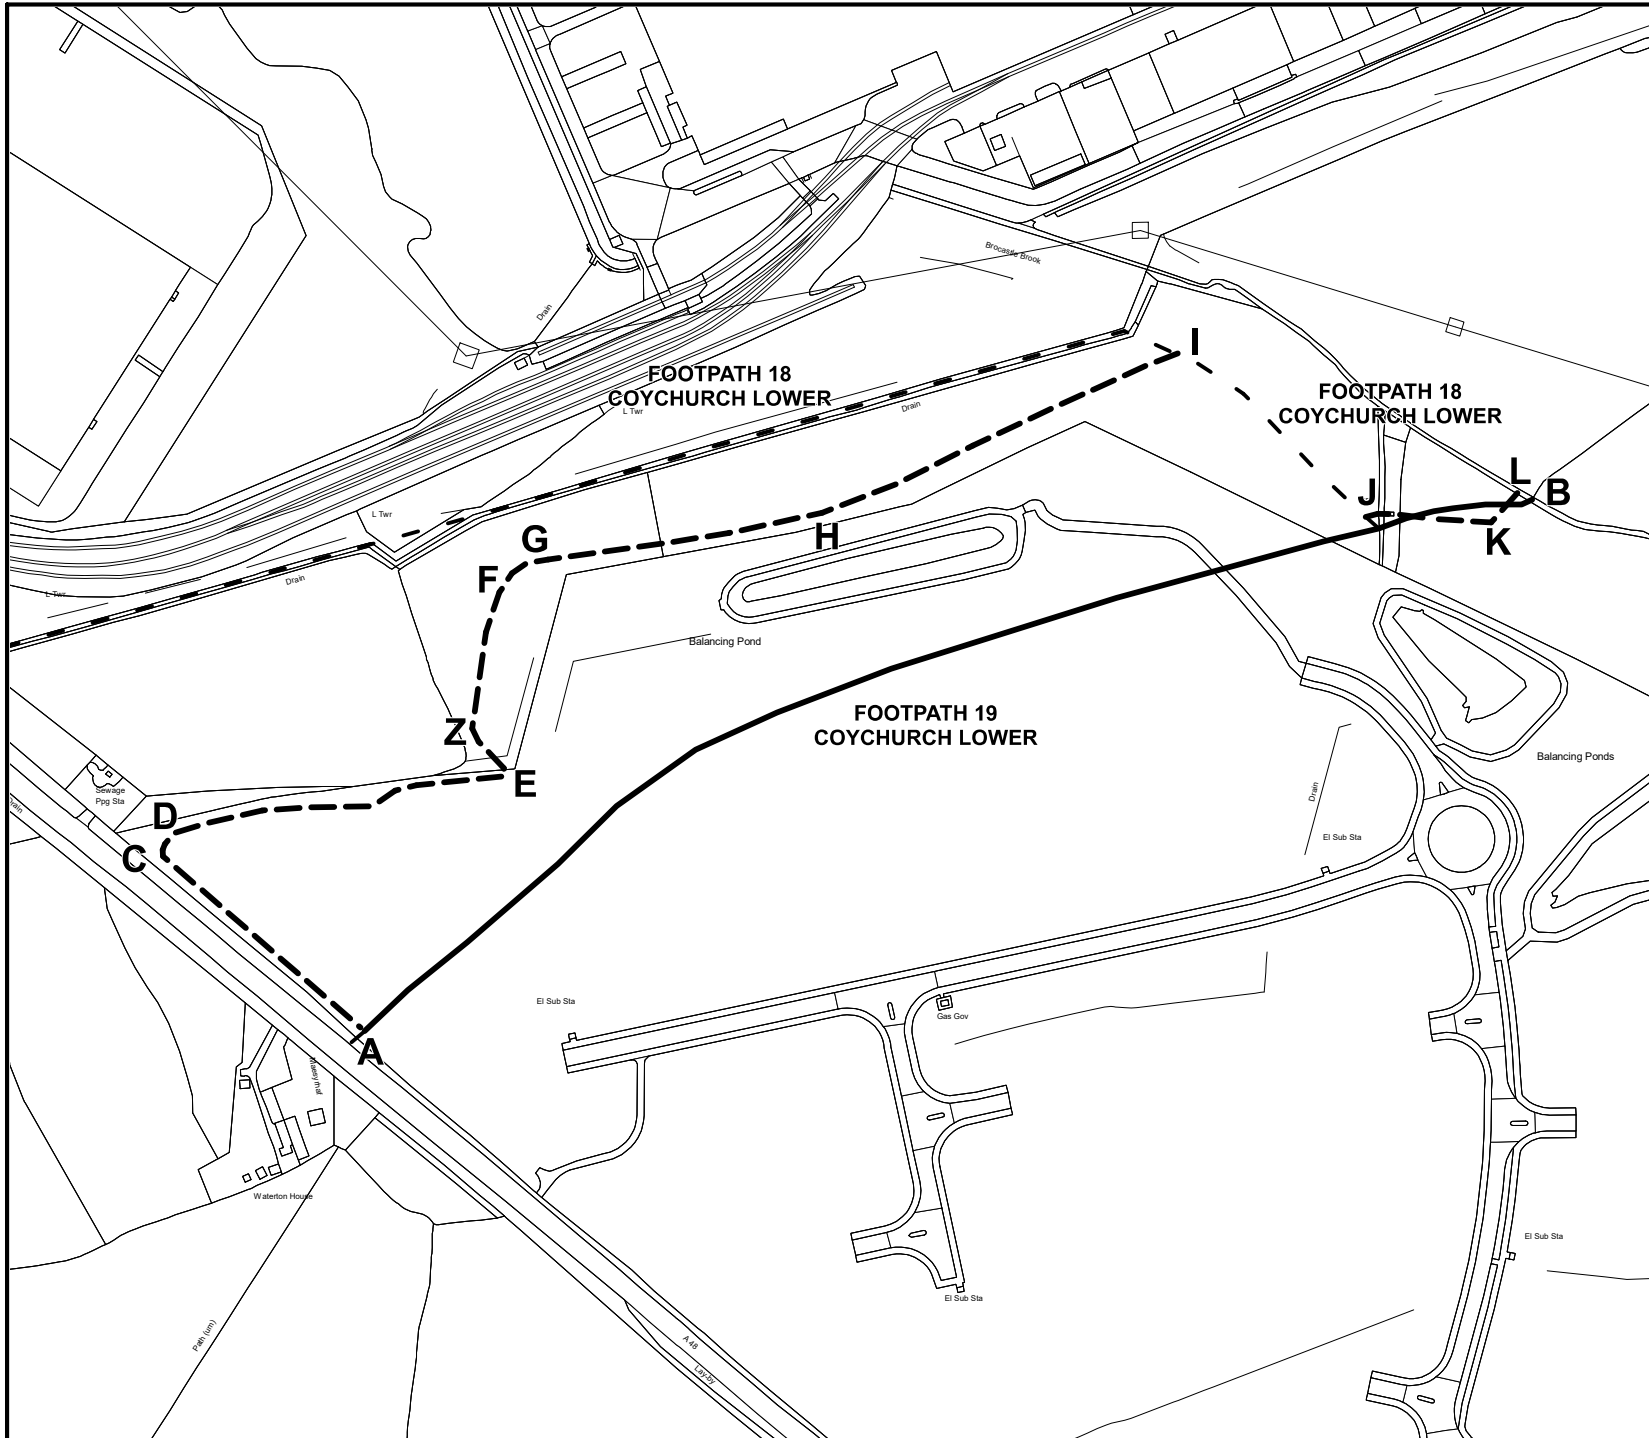 Brocastle Brook
Drain
I
FOOTPATH 18
COYCHURCH LOWER
L Twr
Drain
FOOTPATH 18
COYCHURCH LOWER
L
B
J
K
L Twr
G
H
F
Drain
L Twr
Balancing Pond
FOOTPATH 19
COYCHURCH LOWER
Z
E
Balancing Ponds
Sewage
Ppg Sta
Drain
Drain
D
C
El Sub Sta
El Sub Sta
Gas Gov
A
Waterton House
El Sub Sta
El Sub Sta
Path (um)
A 48
Lay-by